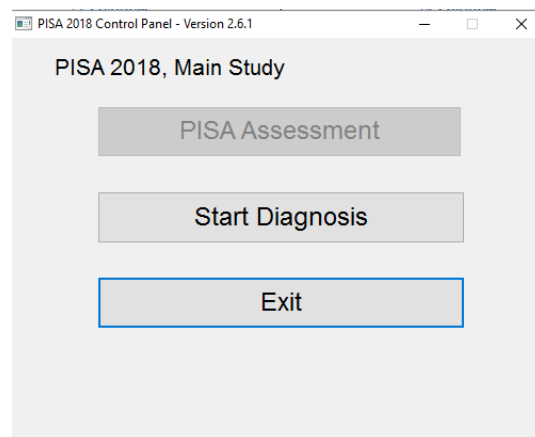 PISA 2018 Control Panel - Version 2.6.1
PISA 2018, Main Study
PISA Assessment
Start Diagnosis
Exit